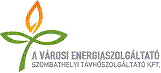 A VÁROSI ENERGIASZOLGÁLTATÓ
SZOMBATHELYI TÁVHŐSZOLGÁLTATÓ KFT.